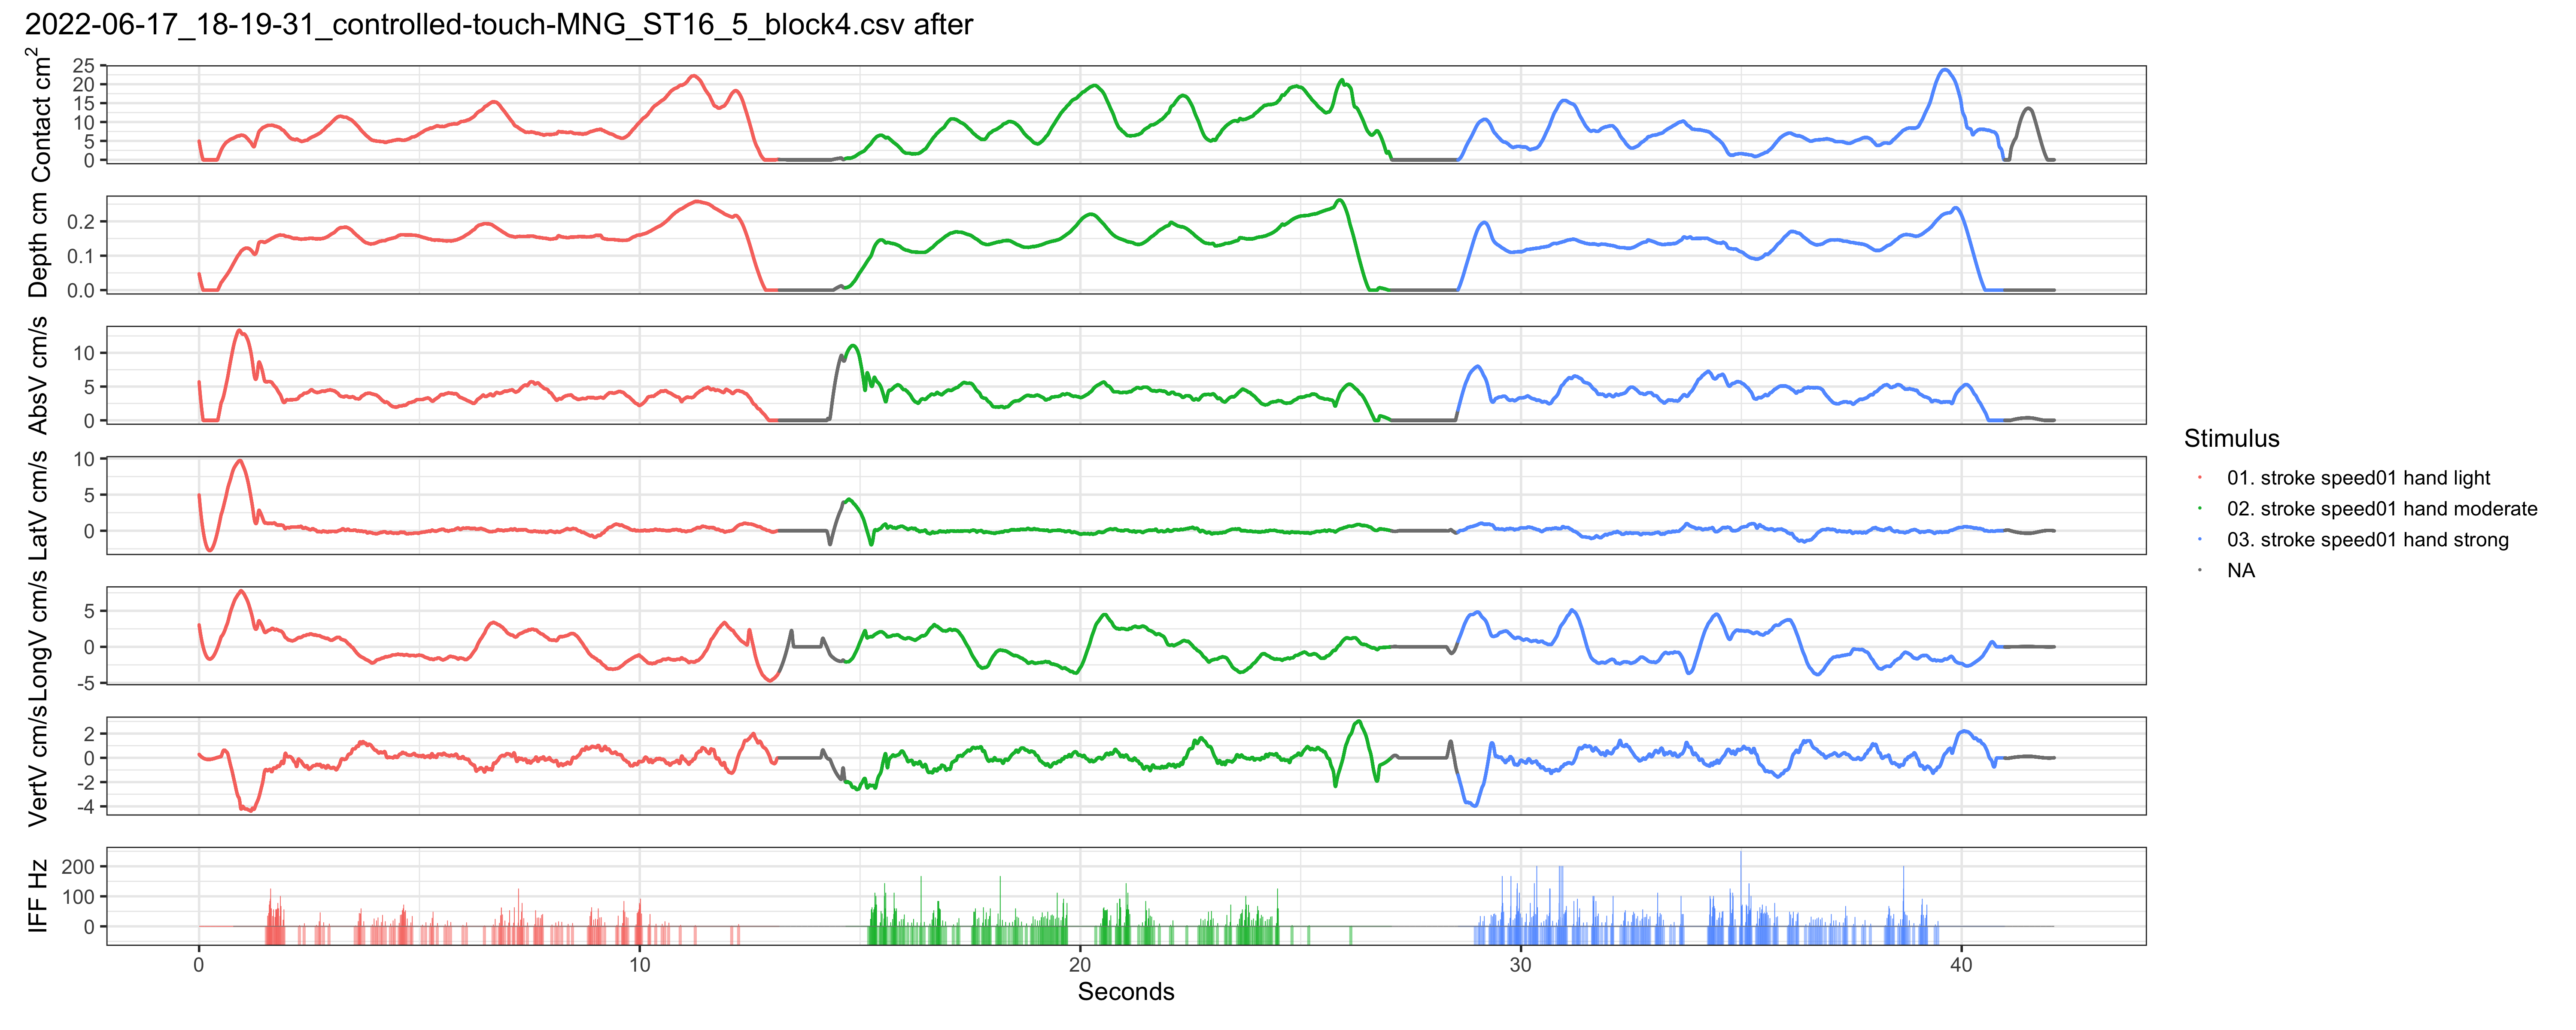 2022-06-17_18-19-31_controlled-touch-MNG_ST16_5_block4.csv after
Contact cm²
25
20
15
10
5
0
Depth cm
0.2
0.1
0.0
AbsV cm/s
10
5
0
LatV cm/s
10
5
0
LongV cm/s
5
0
-5
VertV cm/s
2
0
-2
-4
IFF Hz
200
100
0
0 10 20 30 40
Seconds
Stimulus
01. stroke speed01 hand light
02. stroke speed01 hand moderate
03. stroke speed01 hand strong
NA